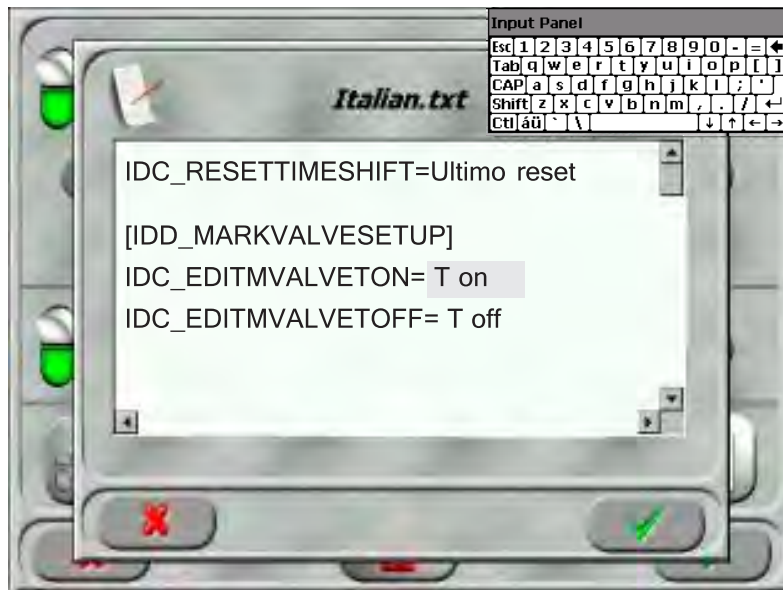 Input Panel
Esc 1 2 3 4 5 6 7 8 9 0 - =
Tab q w e r t y u i o p [ ]
CAP a s d f g h j k l ; '
Shift z x c v b n m , . /
Ctl áü ` \
Italian.txt
IDC_RESETTIMESHIFT=Ultimo reset
[IDD_MARKVALVESETUP]
IDC_EDITMVALVETON= T on
IDC_EDITMVALVETOFF= T off